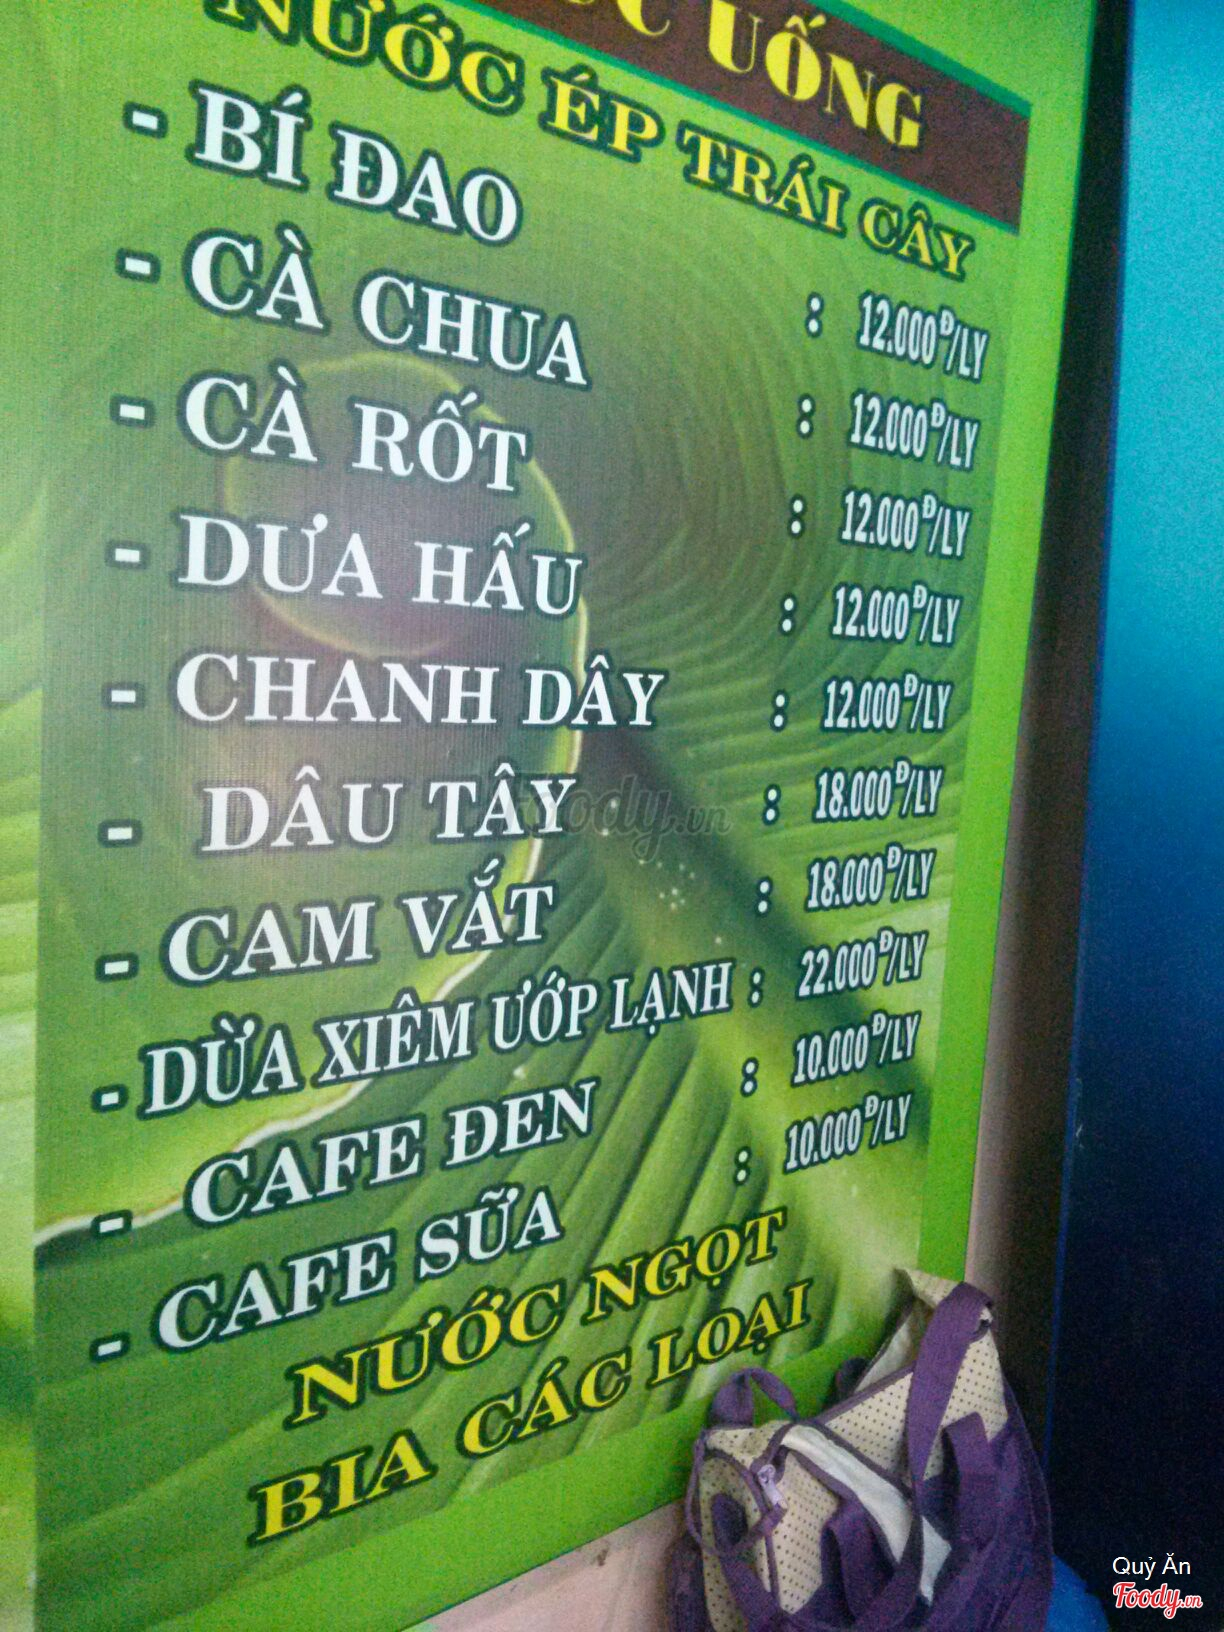 UỐNG
NƯỚC ÉP TRÁI CÂY
- BÍ ĐAO : 12.000Đ/LY
- CÀ CHUA : 12.000Đ/LY
- CÀ RỐT : 12.000Đ/LY
- DƯA HẤU : 12.000Đ/LY
- CHANH DÂY : 12.000Đ/LY
- DÂU TÂY : 18.000Đ/LY
- CAM VẮT : 18.000Đ/LY
- DỪA XIÊM ƯỚP LẠNH : 22.000Đ/LY
- CAFE ĐEN : 10.000Đ/LY
- CAFE SỮA : 10.000Đ/LY
NƯỚC NGỌT
BIA CÁC LOẠI
foody.vn
Quỷ Ăn
Foody.vn